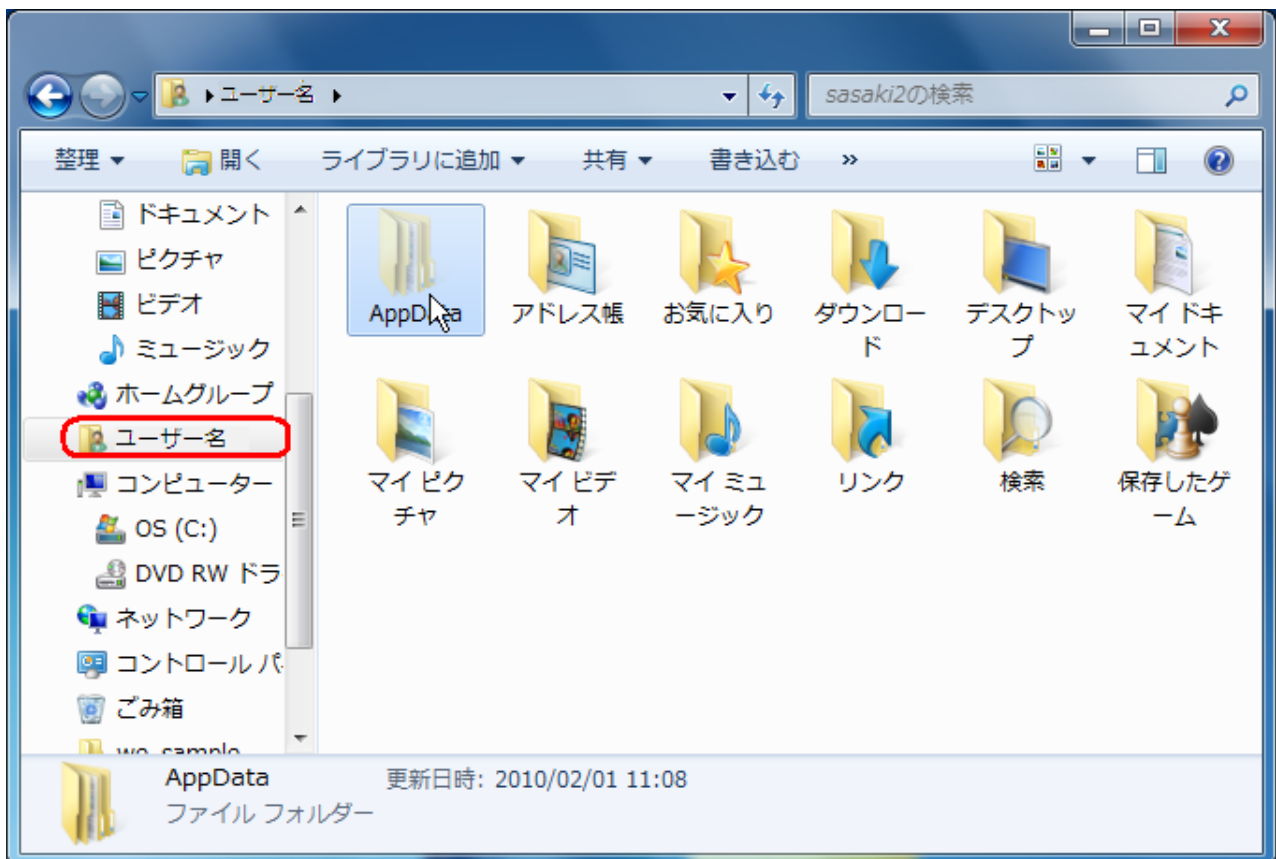 ユーザー名
sasaki2の検索
整理 開く ライブラリに追加 共有 書き込む »
ドキュメント
ピクチャ
ビデオ
ミュージック
ホームグループ
ユーザー名
コンピューター
OS (C:)
DVD RW ドラ
ネットワーク
コントロール パ
ごみ箱
we_sample
AppData
アドレス帳
お気に入り
ダウンロー
ド
デスクトッ
プ
マイ ドキ
ュメント
マイ ピク
チャ
マイ ビデ
オ
マイ ミュ
ージック
リンク
検索
保存したゲ
ーム
AppData 更新日時: 2010/02/01 11:08
ファイル フォルダー